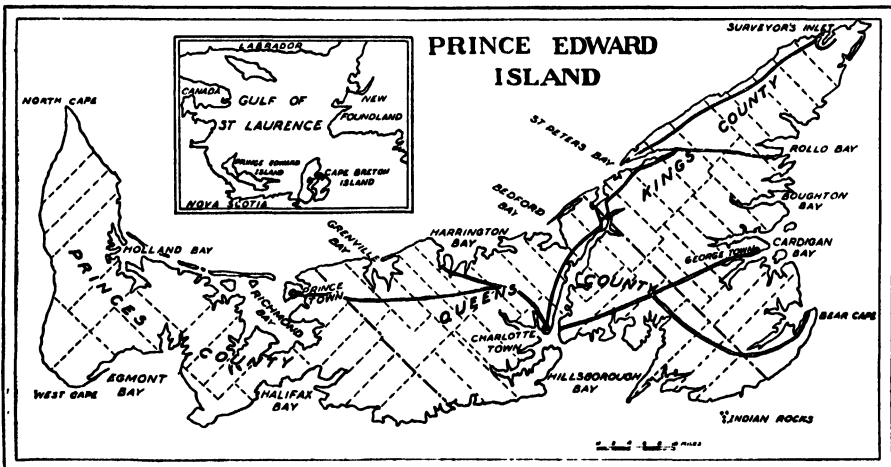 PRINCE EDWARD
ISLAND
LABRADOR
CANADA
GULF OF
ST LAURENCE
NEW
FOUNDLAND
PRINCE EDWARD
ISLAND
CAPE BRETON
ISLAND
NOVA SCOTIA
SURVEYOR'S INLET
NORTH CAPE
ST PETERS BAY
KINGS COUNTY
ROLLO BAY
BEDFORD
BAY
BOUGHTON
BAY
GRENVILLE
BAY
HARRINGTON
BAY
HOLLAND BAY
GEORGE TOWN
CARDIGAN
BAY
PRINCES COUNTY
RICHMOND
BAY
PRINCE
TOWN
QUEENS COUNTY
CHARLOTTE
TOWN
BEAR CAPE
WEST CAPE
EGMONT
BAY
HALIFAX
BAY
HILLSBOROUGH
BAY
INDIAN ROCKS
MILES